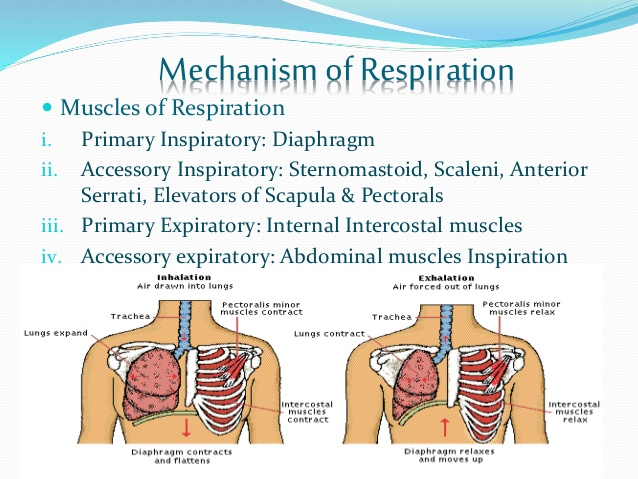 Mechanism of Respiration
• Muscles of Respiration
i. Primary Inspiratory: Diaphragm
ii. Accessory Inspiratory: Sternomastoid, Scaleni, Anterior
Serrati, Elevators of Scapula & Pectorals
iii. Primary Expiratory: Internal Intercostal muscles
iv. Accessory expiratory: Abdominal muscles Inspiration
Inhalation
Air drawn into lungs
Trachea
Pectoralis minor
muscles contract
Lungs expand
Intercostal
muscles
contract
Diaphragm contracts
and flattens
Exhalation
Air forced out of lungs
Trachea
Pectoralis minor
muscles relax
Lungs contract
Intercostal
muscles
relax
Diaphragm relaxes
and moves up